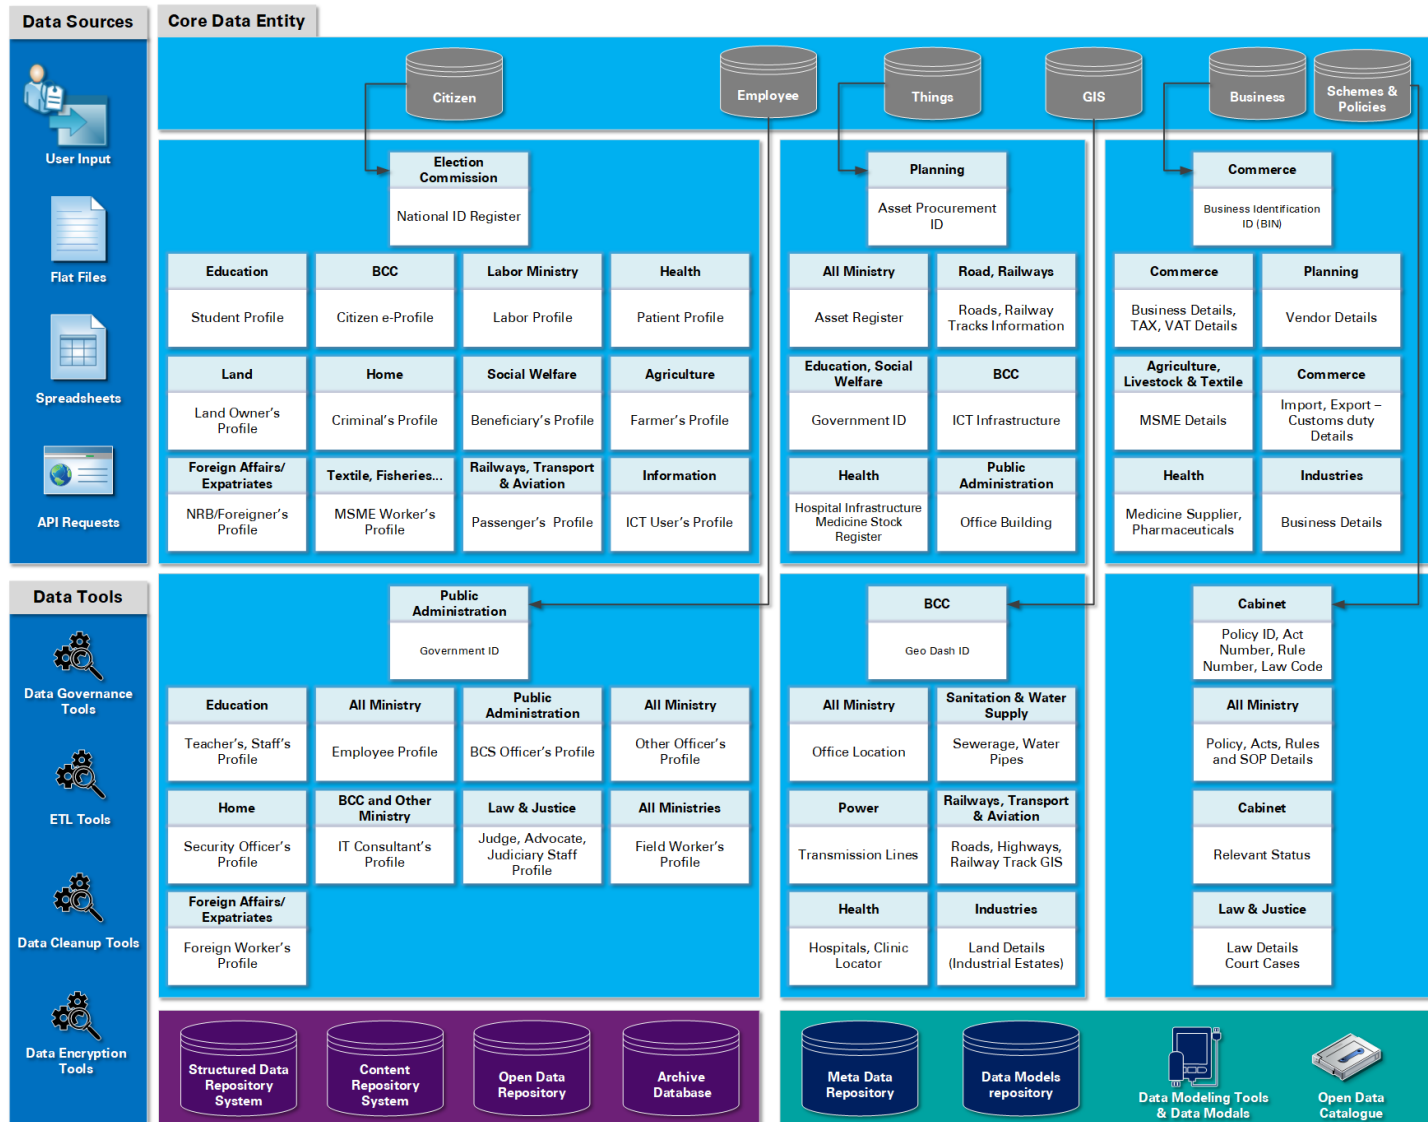 Data Sources
Core Data Entity
User Input
Flat Files
Spreadsheets
API Requests
Citizen
Employee
Things
GIS
Business
Schemes &
Policies
Election
Commission
National ID Register
Education
Student Profile
BCC
Citizen e-Profile
Labor Ministry
Labor Profile
Health
Patient Profile
Land
Land Owner's
Profile
Home
Criminal's Profile
Social Welfare
Beneficiary's Profile
Agriculture
Farmer's Profile
Foreign Affairs/
Expatriates
NRB/Foreigner's
Profile
Textile, Fisheries...
MSME Worker's
Profile
Railways, Transport
& Aviation
Passenger's Profile
Information
ICT User's Profile
Planning
Asset Procurement
ID
All Ministry
Asset Register
Road, Railways
Roads, Railway
Tracks Information
Education, Social
Welfare
Government ID
BCC
ICT Infrastructure
Health
Hospital Infrastructure
Medicine Stock
Register
Public
Administration
Office Building
Commerce
Business Identification
ID (BIN)
Commerce
Business Details,
TAX, VAT Details
Planning
Vendor Details
Agriculture,
Livestock & Textile
MSME Details
Commerce
Import, Export –
Customs duty
Details
Health
Medicine Supplier,
Pharmaceuticals
Industries
Business Details
Data Tools
Data Governance
Tools
ETL Tools
Data Cleanup Tools
Data Encryption
Tools
Public
Administration
Government ID
Education
Teacher's, Staff's
Profile
All Ministry
Employee Profile
Public
Administration
BCS Officer's Profile
All Ministry
Other Officer's
Profile
Home
Security Officer's
Profile
BCC and Other
Ministry
IT Consultant's
Profile
Law & Justice
Judge, Advocate,
Judiciary Staff
Profile
All Ministries
Field Worker's
Profile
Foreign Affairs/
Expatriates
Foreign Worker's
Profile
BCC
Geo Dash ID
All Ministry
Office Location
Sanitation & Water
Supply
Sewerage, Water
Pipes
Power
Transmission Lines
Railways, Transport
& Aviation
Roads, Highways,
Railway Track GIS
Health
Hospitals, Clinic
Locator
Industries
Land Details
(Industrial Estates)
Cabinet
Policy ID, Act
Number, Rule
Number, Law Code
All Ministry
Policy, Acts, Rules
and SOP Details
Cabinet
Relevant Status
Law & Justice
Law Details
Court Cases
Structured Data
Repository
System
Content
Repository
System
Open Data
Repository
Archive
Database
Meta Data
Repository
Data Models
repository
Data Modeling Tools
& Data Modals
Open Data
Catalogue